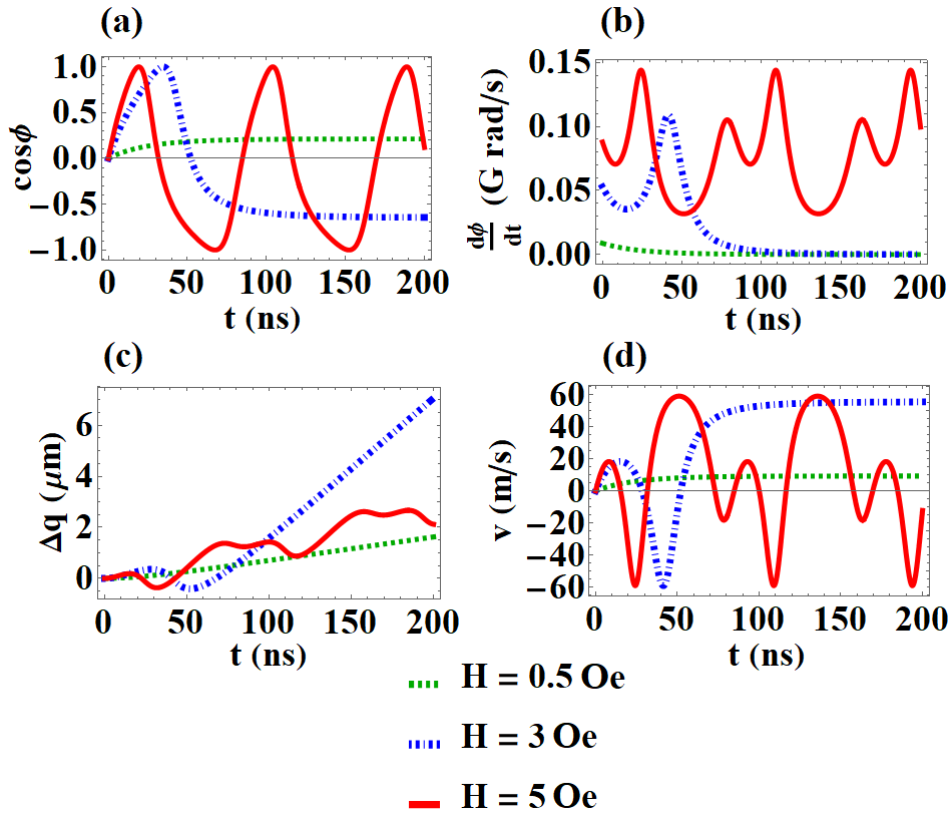 (a)
1.0
0.5
0.0
−0.5
−1.0
cosϕ
0 50 100 150 200
t (ns)
(b)
0.15
0.10
0.05
0.00
dϕ/dt (G rad/s)
0 50 100 150 200
t (ns)
(c)
6
4
2
0
Δq (μm)
0 50 100 150 200
t (ns)
(d)
60
40
20
0
−20
−40
−60
v (m/s)
0 50 100 150 200
t (ns)
H = 0.5 Oe
H = 3 Oe
H = 5 Oe